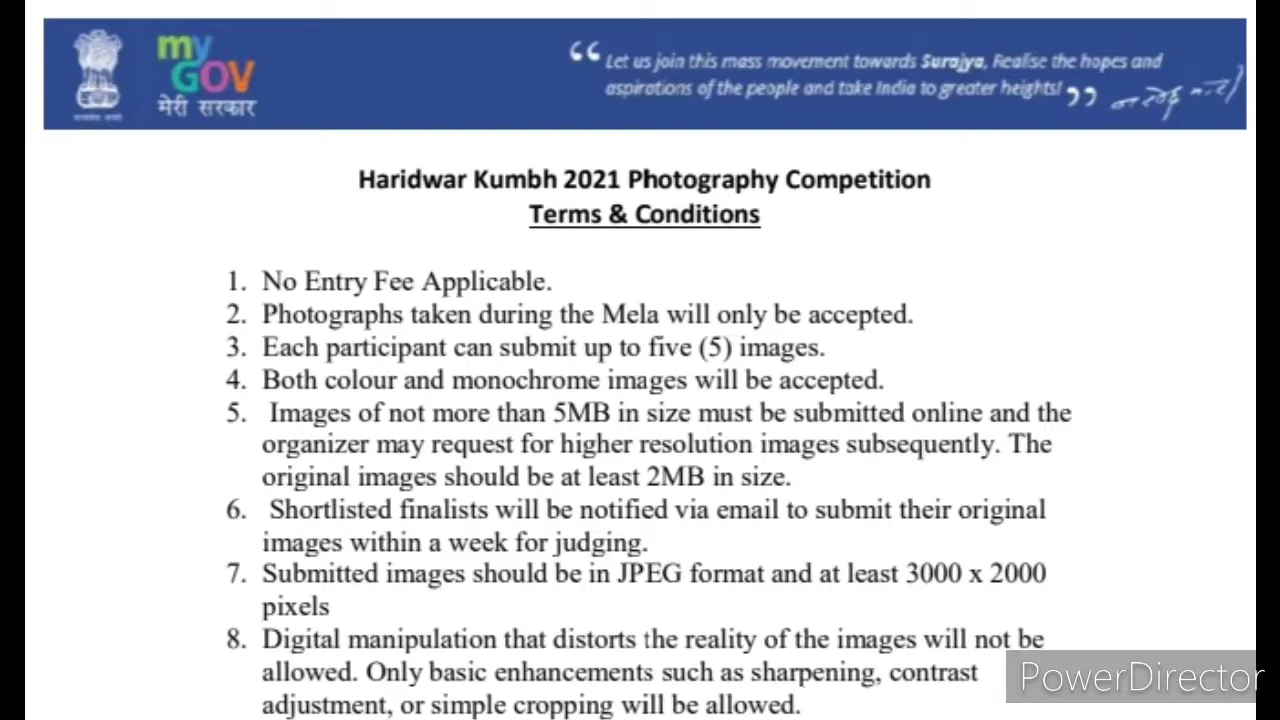 my
GOV
मेरी सरकार
“ Let us join this mass movement towards Surajya, Realise the hopes and
aspirations of the people and take India to greater heights! ”
Haridwar Kumbh 2021 Photography Competition
Terms & Conditions
1. No Entry Fee Applicable.
2. Photographs taken during the Mela will only be accepted.
3. Each participant can submit up to five (5) images.
4. Both colour and monochrome images will be accepted.
5. Images of not more than 5MB in size must be submitted online and the
organizer may request for higher resolution images subsequently. The
original images should be at least 2MB in size.
6. Shortlisted finalists will be notified via email to submit their original
images within a week for judging.
7. Submitted images should be in JPEG format and at least 3000 x 2000
pixels
8. Digital manipulation that distorts the reality of the images will not be
allowed. Only basic enhancements such as sharpening, contrast
adjustment, or simple cropping will be allowed.
PowerDirector